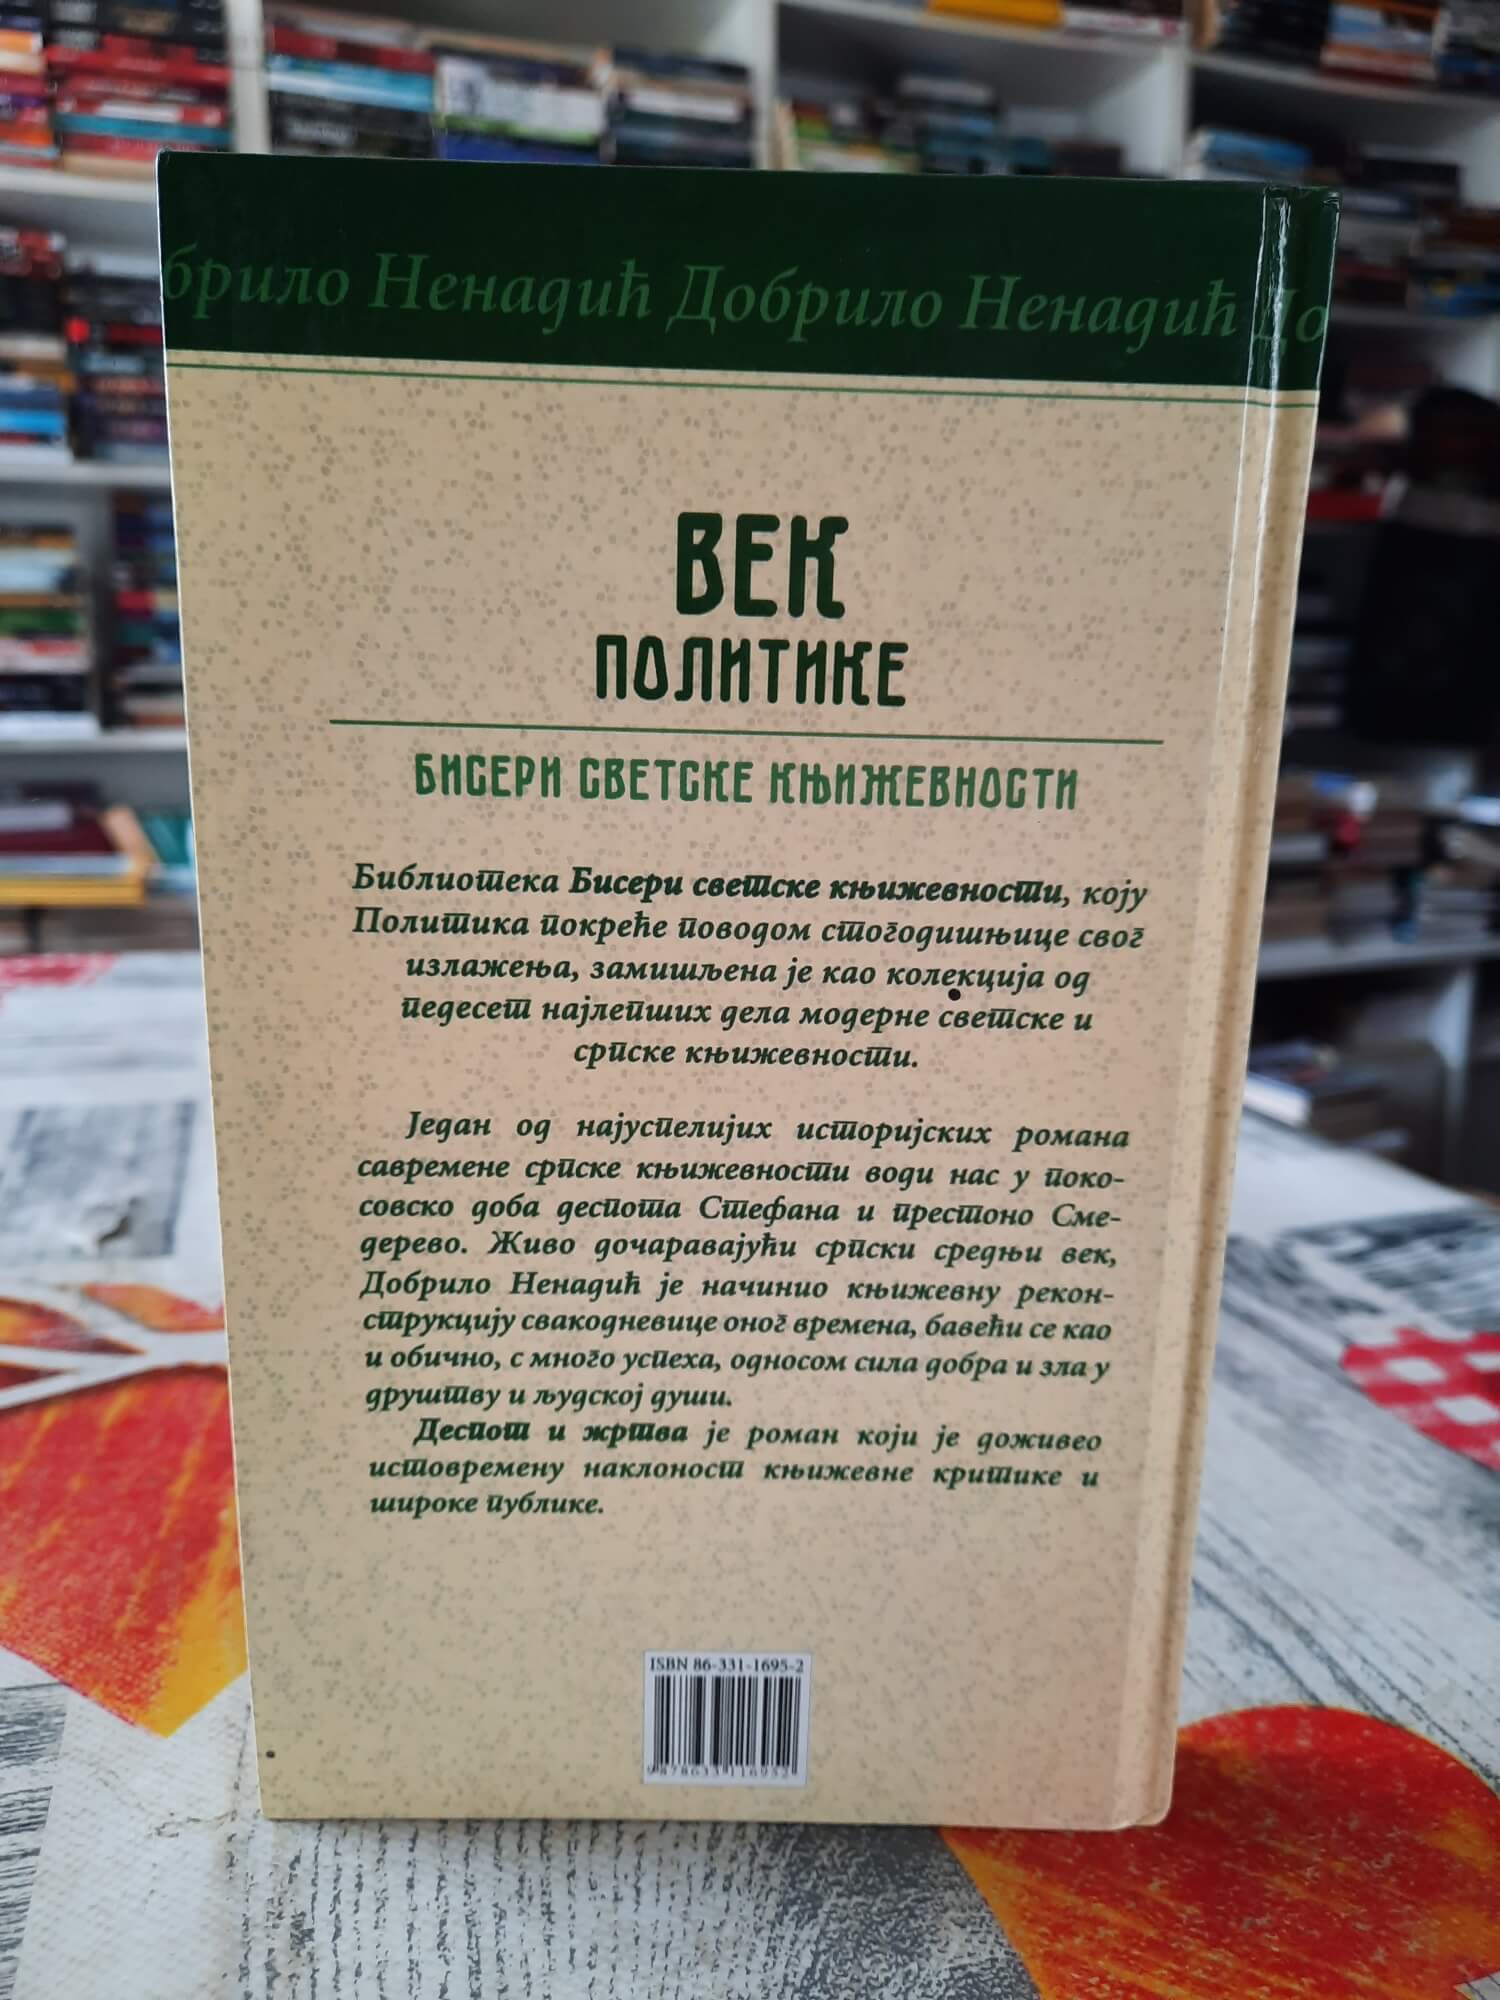 брило Ненадић Добрило Ненадић До
ВЕК
ПОЛИТИКЕ
БИСЕРИ СВЕТСКЕ КЊИЖЕВНОСТИ
Библиотека Бисери светске књижевности, коју
Политика покреће поводом стогодишњице свог
излажења, замишљена је као колекција од
педесет најлепших дела модерне светске и
српске књижевности.
Један од најуспелијих историјских романа
савремене српске књижевности води нас у поко-
совско доба деспота Стефана и престоно Сме-
дерево. Живо дочаравајући српски средњи век,
Добрило Ненадић је начинио књижевну рекон-
струкцију свакодневице оног времена, бавећи се као
и обично, с много успеха, односом сила добра и зла у
друштву и људској души.
Деспот и жртва је роман који је доживео
истовремену наклоност књижевне критике и
широке публике.
ISBN 86-331-1695-2
9788633116952